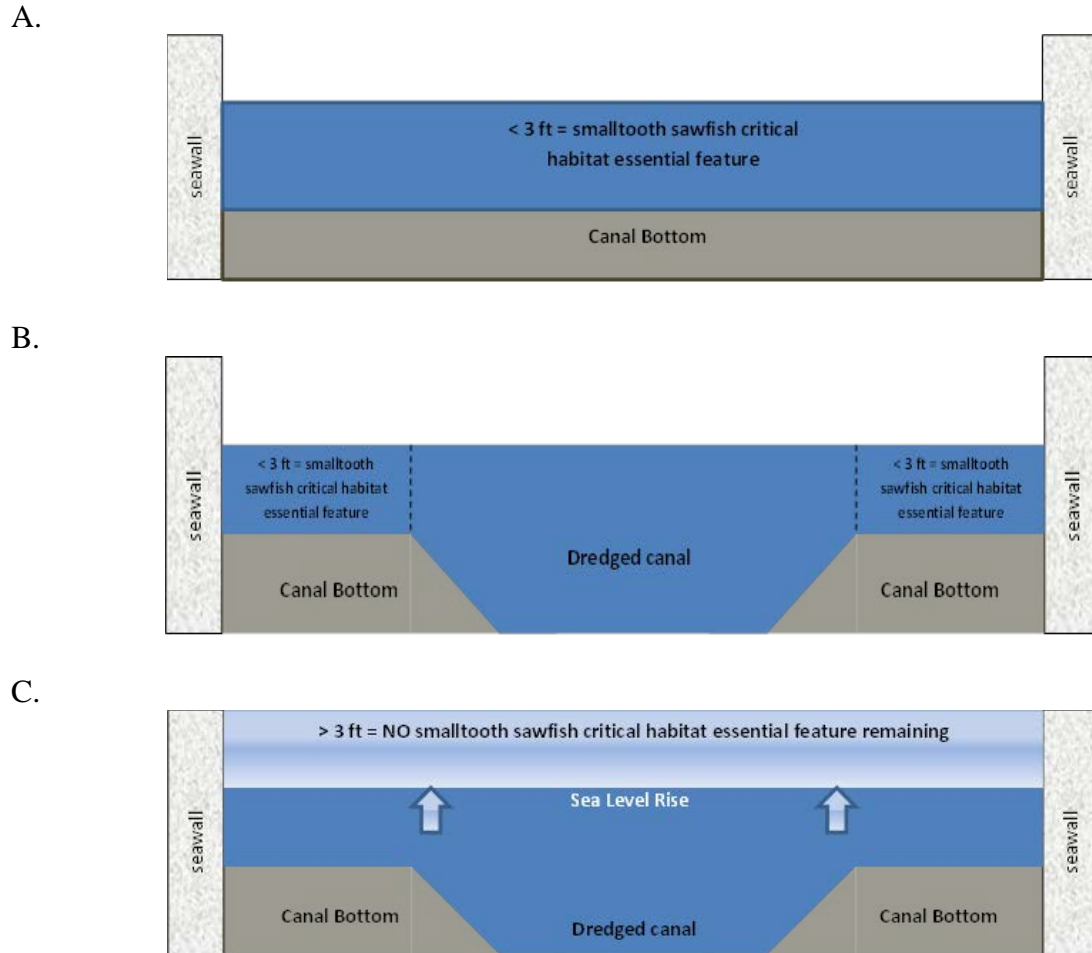 A.
seawall
< 3 ft = smalltooth sawfish critical
habitat essential feature
seawall
Canal Bottom
B.
seawall
< 3 ft = smalltooth
sawfish critical habitat
essential feature
< 3 ft = smalltooth
sawfish critical habitat
essential feature
seawall
Dredged canal
Canal Bottom
Canal Bottom
C.
> 3 ft = NO smalltooth sawfish critical habitat essential feature remaining
Sea Level Rise
seawall
seawall
Canal Bottom
Dredged canal
Canal Bottom